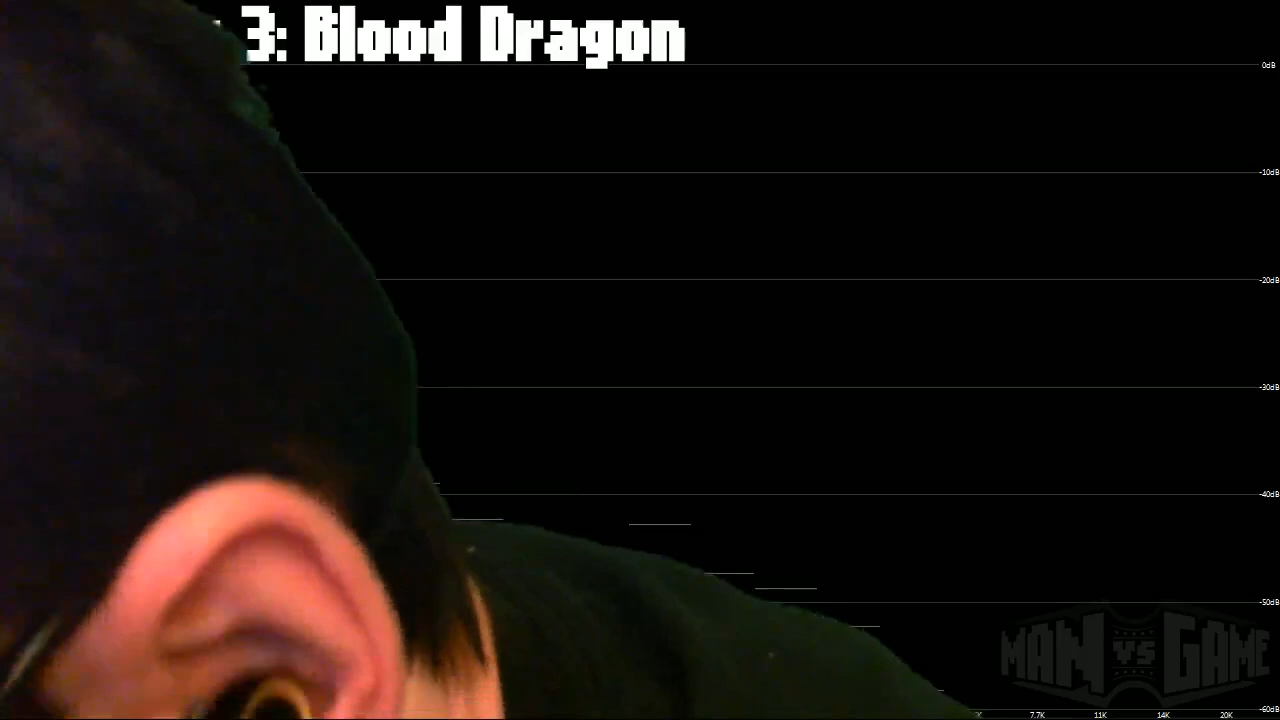 3: Blood Dragon
0dB
-10dB
-20dB
-30dB
-40dB
-50dB
MAN VS GAME
-60dB
7.7K 11K 14K 20K